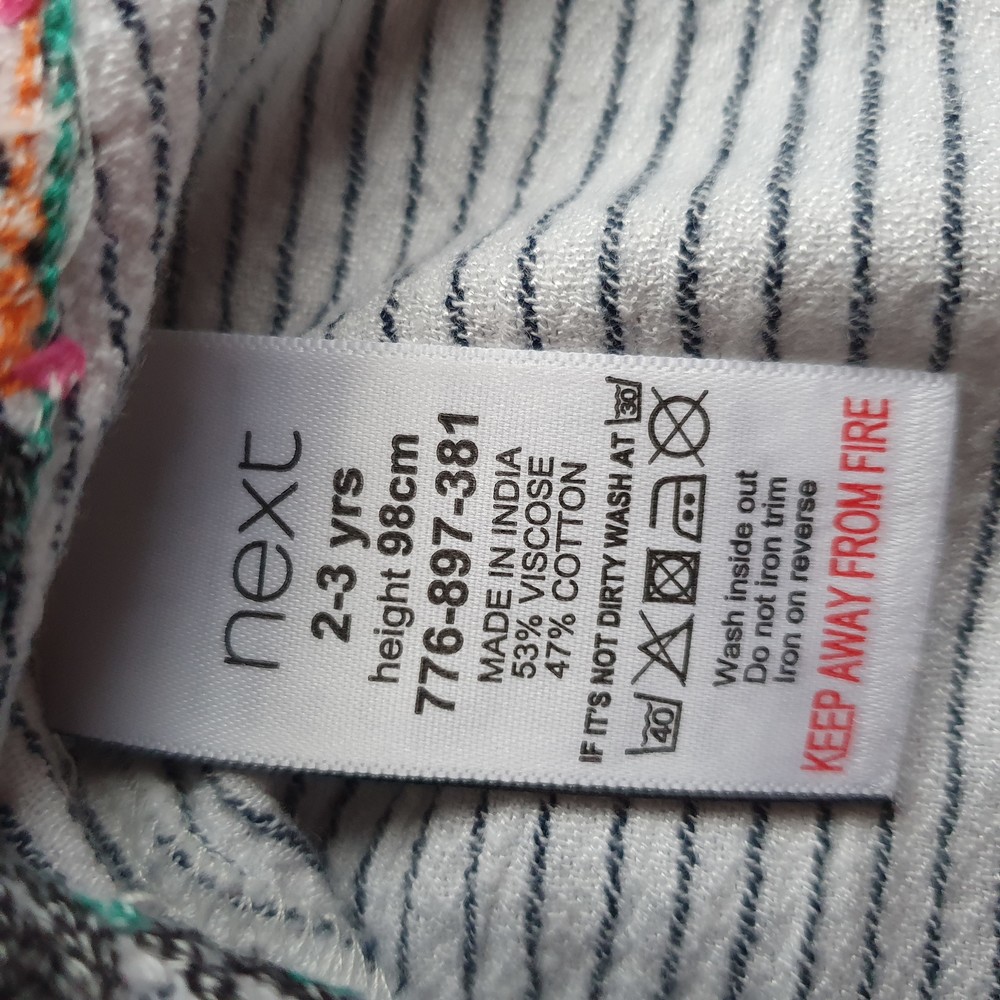 next
2-3 yrs
height 98cm
776-897-381
MADE IN INDIA
53% VISCOSE
47% COTTON
IF IT'S NOT DIRTY WASH AT 30
40
Wash inside out
Do not iron trim
Iron on reverse
KEEP AWAY FROM FIRE